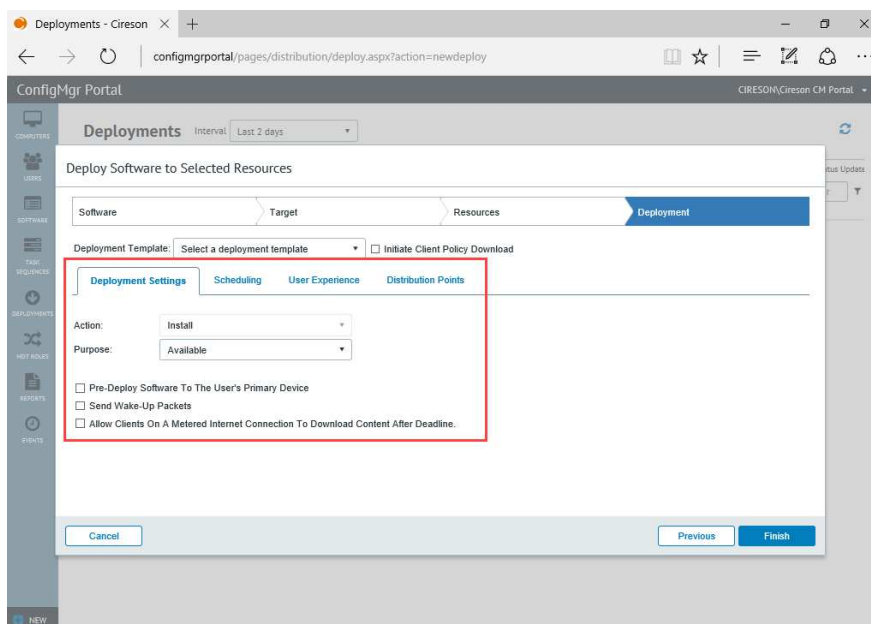 Deployments - Cireson
configmgrportal/pages/distribution/deploy.aspx?action=newdeploy
ConfigMgr Portal
CIRESON\Cireson CM Portal
COMPUTERS
Deployments Interval Last 2 days
USERS
Deploy Software to Selected Resources
tus Update
SOFTWARE
Software Target Resources Deployment
TASK SEQUENCES
Deployment Template: Select a deployment template Initiate Client Policy Download
Deployment Settings Scheduling User Experience Distribution Points
DEPLOYMENTS
Action: Install
Purpose: Available
REPORTS
Pre-Deploy Software To The User's Primary Device
Send Wake-Up Packets
Allow Clients On A Metered Internet Connection To Download Content After Deadline.
EVENTS
Cancel Previous Finish
NEW